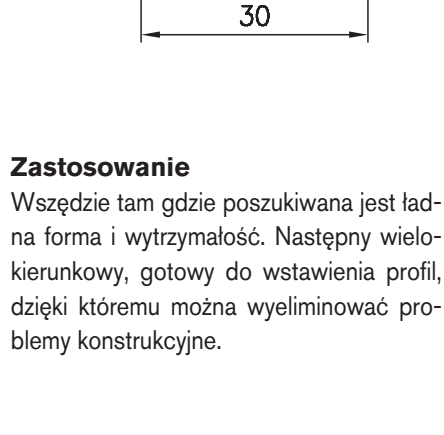 30
Zastosowanie
Wszędzie tam gdzie poszukiwana jest ład-
na forma i wytrzymałość. Następny wielo-
kierunkowy, gotowy do wstawienia profil,
dzięki któremu można wyeliminować pro-
blemy konstrukcyjne.